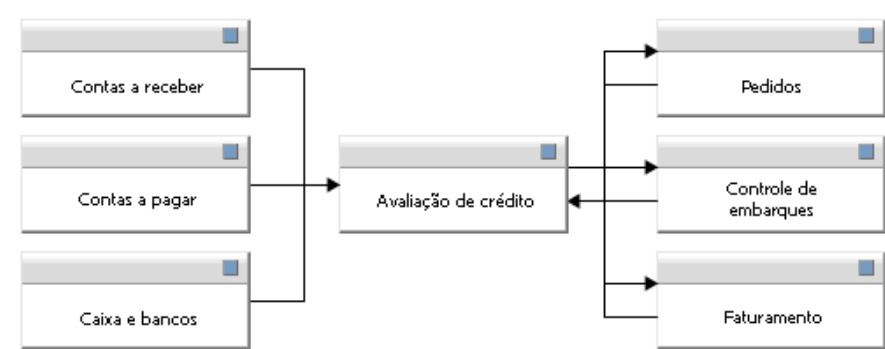 Contas a receber
Contas a pagar
Caixa e bancos
Avaliação de crédito
Pedidos
Controle de
embarques
Faturamento